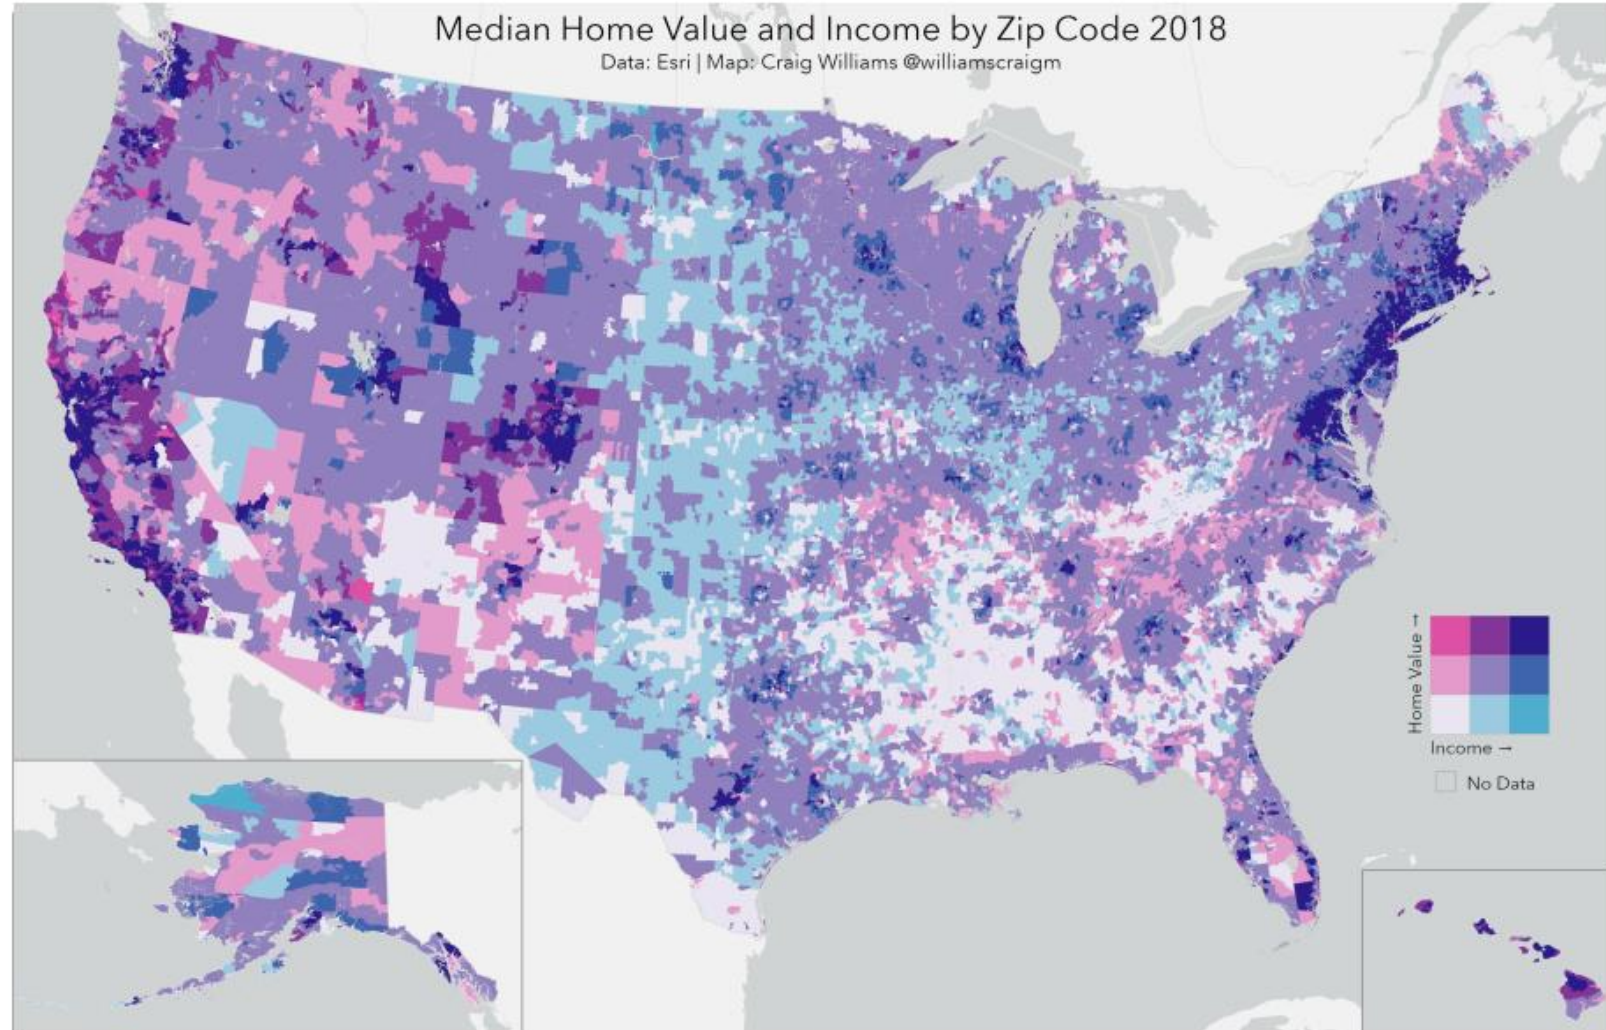 Median Home Value and Income by Zip Code 2018
Data: Esri | Map: Craig Williams @williamscraigm
Home Value →
Income →
No Data